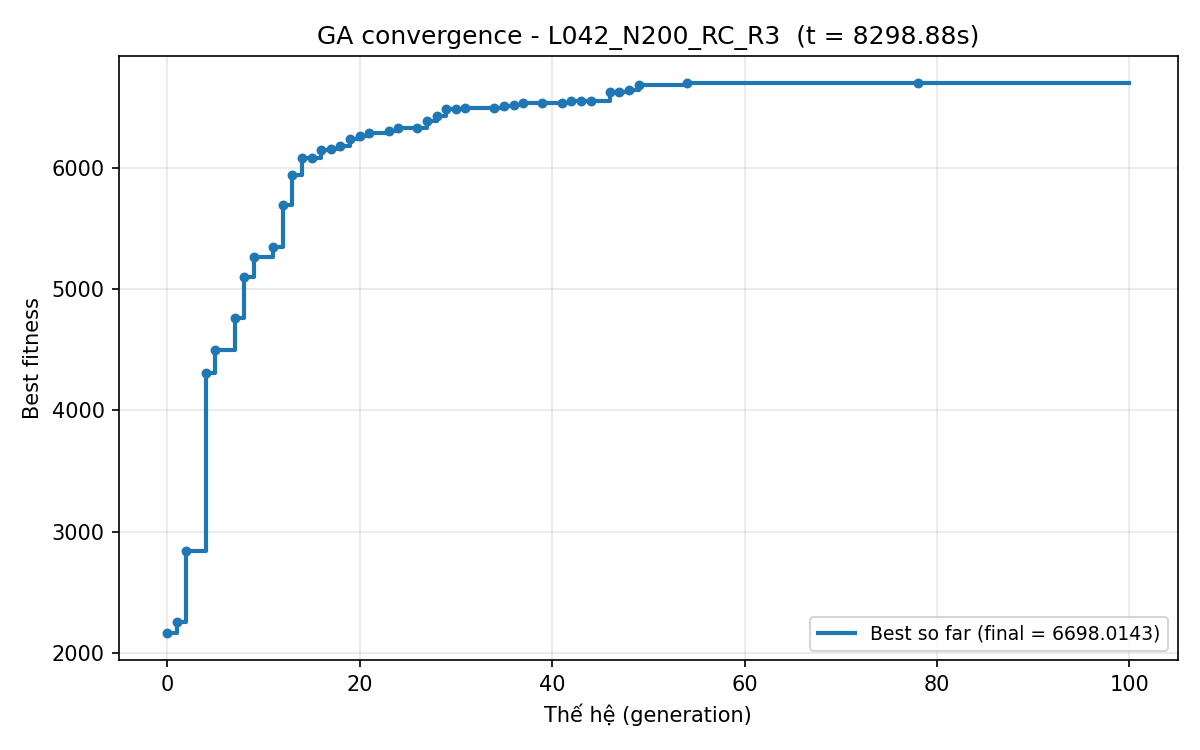 GA convergence - L042_N200_RC_R3  (t = 8298.88s)
Best fitness
6000
5000
4000
3000
2000
Best so far (final = 6698.0143)
0 20 40 60 80 100
Thế hệ (generation)